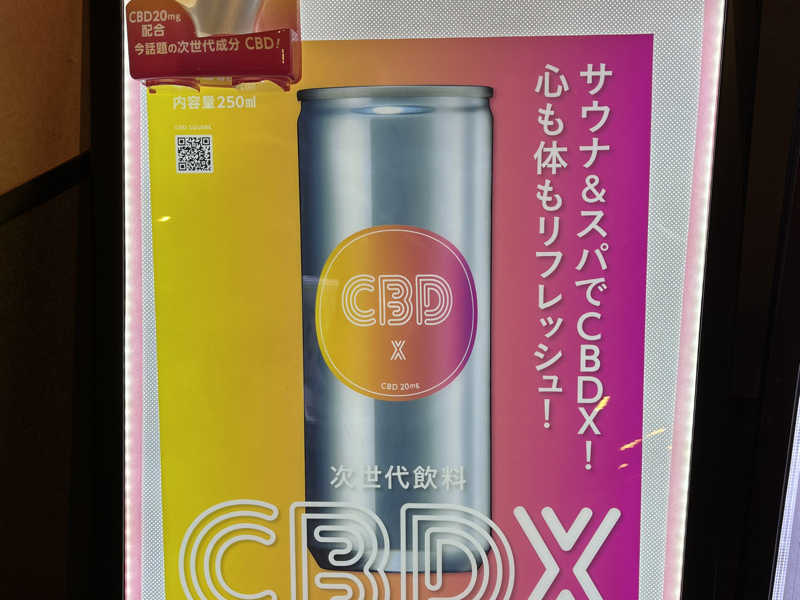 CBD20mg
配合
今話題の次世代成分 CBD!
内容量250ml
CBD SQUARE
サウナ&スパでCBDX!
心も体もリフレッシュ!
CBD
X
CBD 20mg
次世代飲料
CBDX